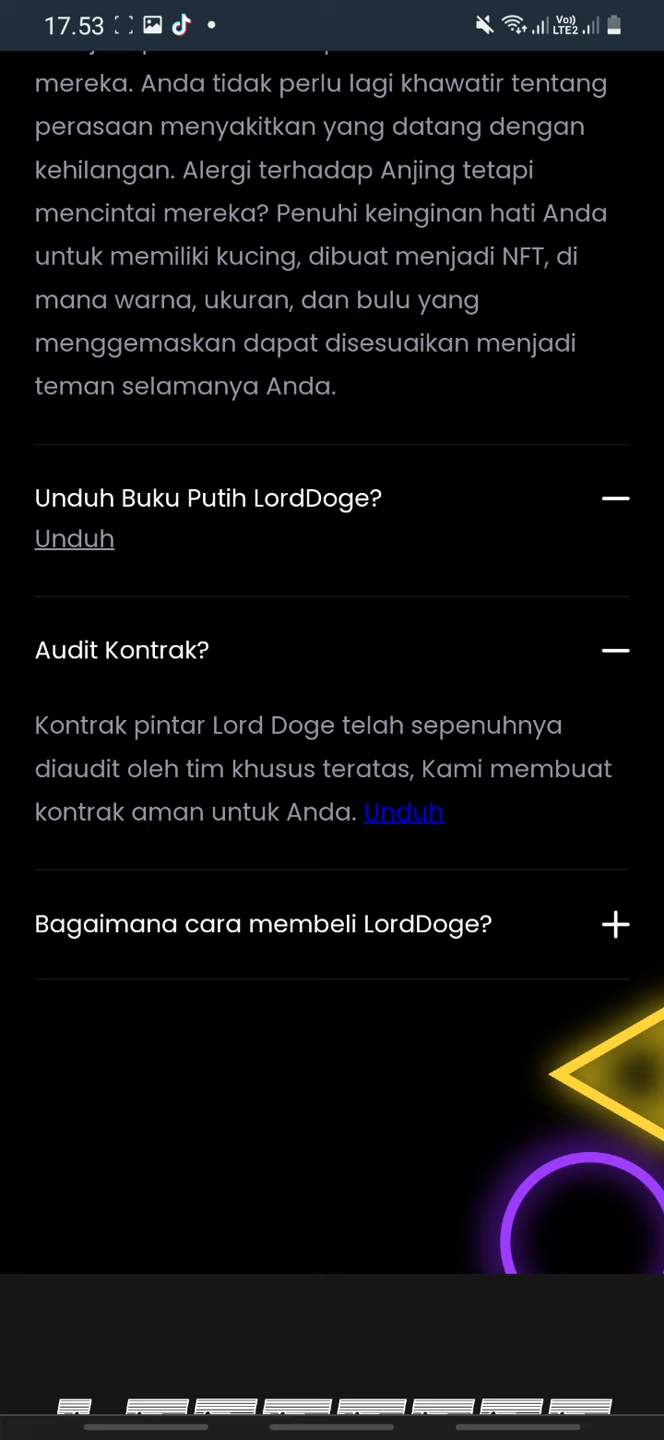 17.53
Vo))
LTE2
mereka. Anda tidak perlu lagi khawatir tentang
perasaan menyakitkan yang datang dengan
kehilangan. Alergi terhadap Anjing tetapi
mencintai mereka? Penuhi keinginan hati Anda
untuk memiliki kucing, dibuat menjadi NFT, di
mana warna, ukuran, dan bulu yang
menggemaskan dapat disesuaikan menjadi
teman selamanya Anda.
Unduh Buku Putih LordDoge?
Unduh
Audit Kontrak?
Kontrak pintar Lord Doge telah sepenuhnya
diaudit oleh tim khusus teratas, Kami membuat
kontrak aman untuk Anda. Unduh
Bagaimana cara membeli LordDoge?